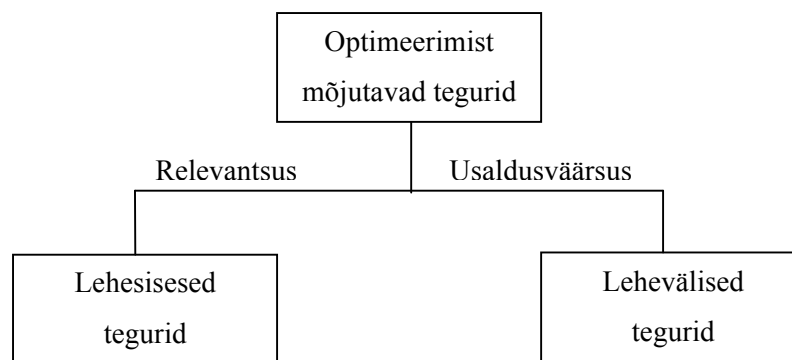 Optimeerimist
mõjutavad tegurid
Relevantsus
Usaldusväärsus
Lehesisesed
tegurid
Lehevälised
tegurid